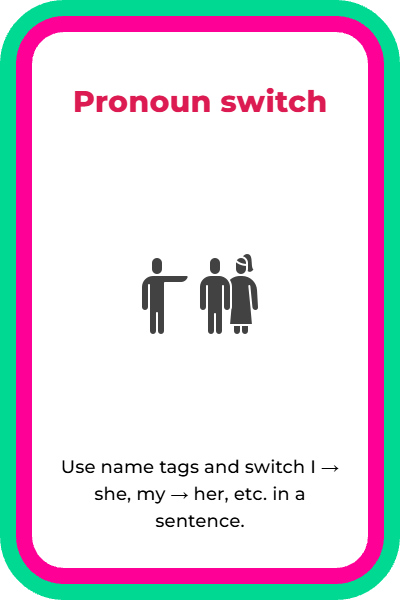 Pronoun switch
Use name tags and switch I →
she, my → her, etc. in a
sentence.